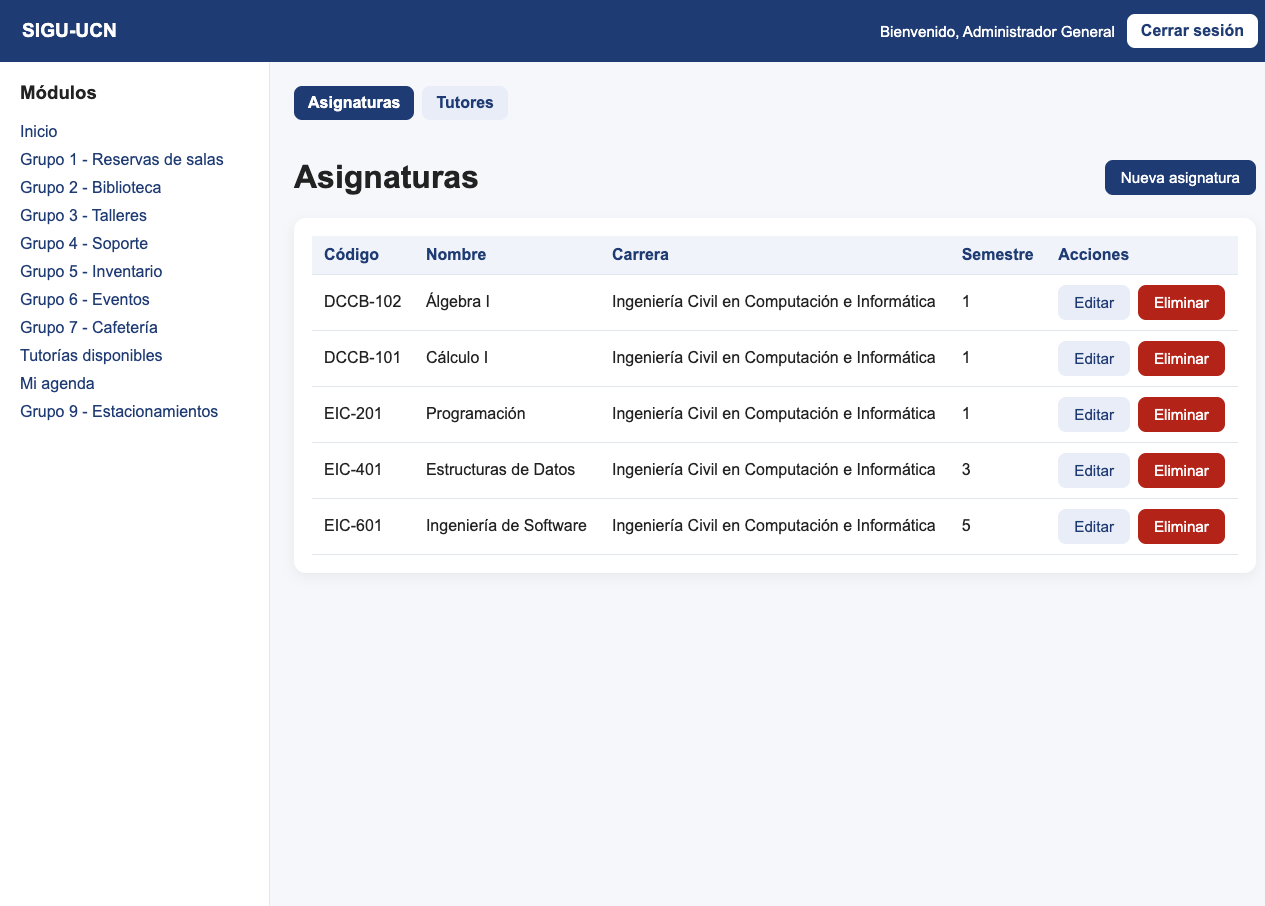 SIGU-UCN
Bienvenido, Administrador General
Cerrar sesión
Módulos
Inicio
Grupo 1 - Reservas de salas
Grupo 2 - Biblioteca
Grupo 3 - Talleres
Grupo 4 - Soporte
Grupo 5 - Inventario
Grupo 6 - Eventos
Grupo 7 - Cafetería
Tutorías disponibles
Mi agenda
Grupo 9 - Estacionamientos
Asignaturas Tutores
Asignaturas
Nueva asignatura
Código Nombre Carrera Semestre Acciones
DCCB-102 Álgebra I Ingeniería Civil en Computación e Informática 1 Editar Eliminar
DCCB-101 Cálculo I Ingeniería Civil en Computación e Informática 1 Editar Eliminar
EIC-201 Programación Ingeniería Civil en Computación e Informática 1 Editar Eliminar
EIC-401 Estructuras de Datos Ingeniería Civil en Computación e Informática 3 Editar Eliminar
EIC-601 Ingeniería de Software Ingeniería Civil en Computación e Informática 5 Editar Eliminar